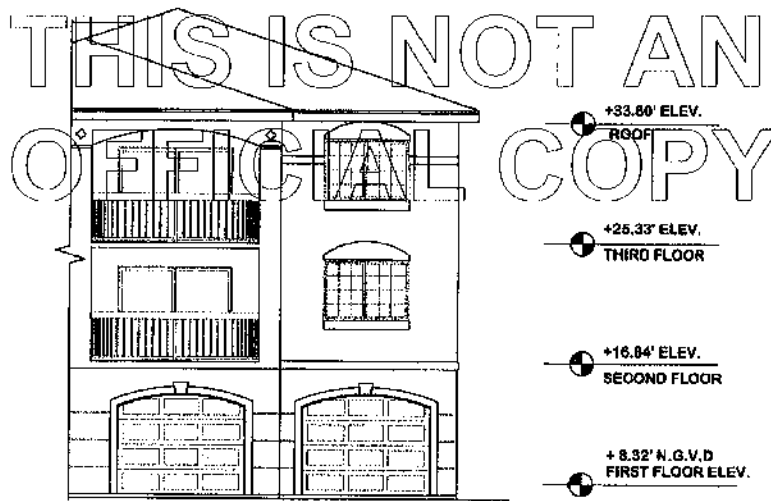 THIS IS NOT AN
OFFICIAL COPY
+33.80' ELEV.
ROOF
+25.33' ELEV.
THIRD FLOOR
+16.84' ELEV.
SECOND FLOOR
+ 8.32' N.G.V.D
FIRST FLOOR ELEV.